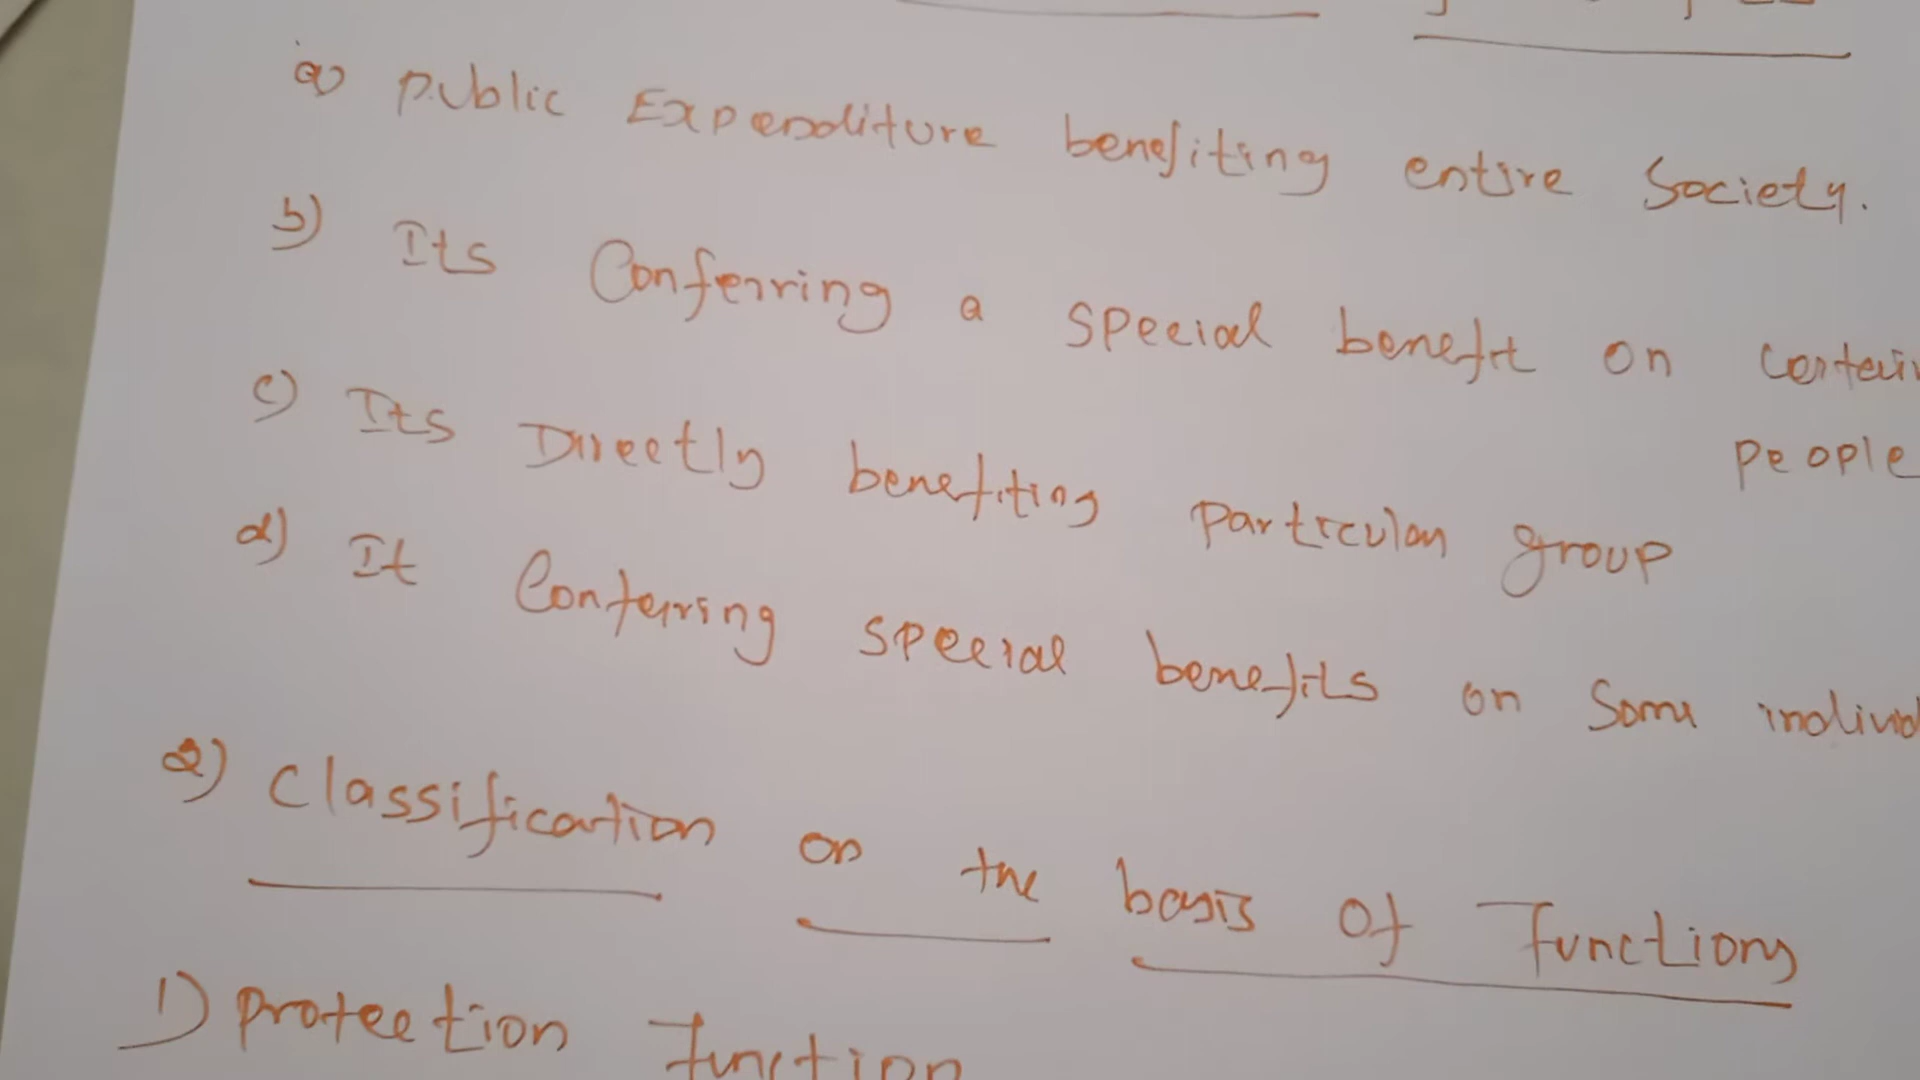 a) Public Expenditure benefiting entire Society.
b) Its Conferring a special benefit on certain
people
c) Its Directly benefiting particular group
d) It Conferring special benefits on Some
2) Classification on the basis of Functions
1) Protection Function